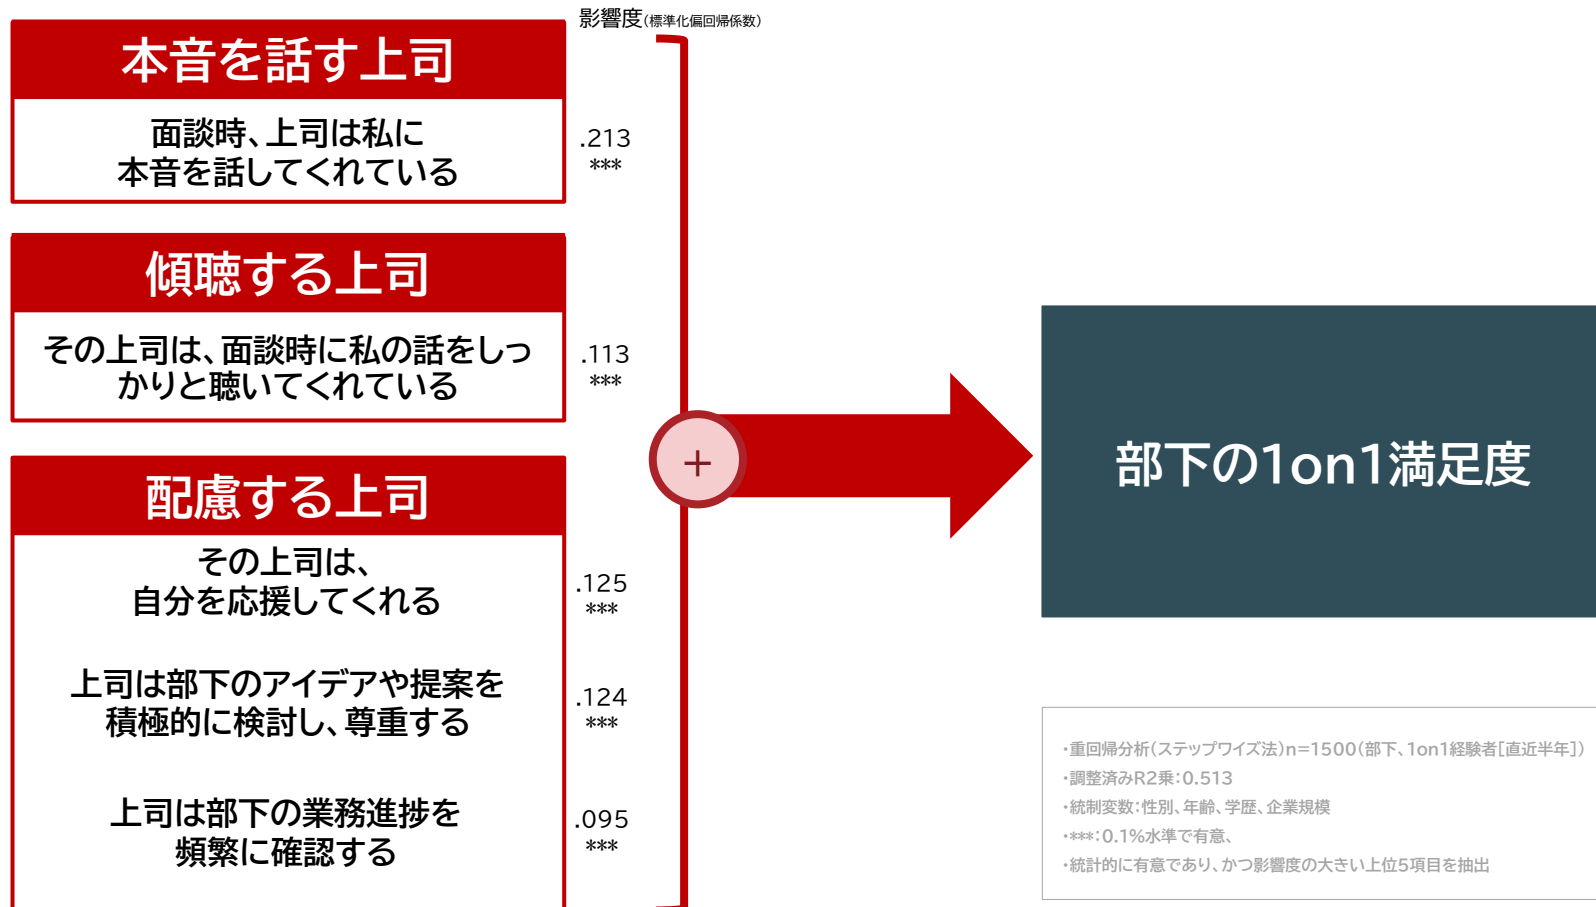 影響度(標準化偏回帰係数)
本音を話す上司
面談時、上司は私に
本音を話してくれている
.213
***
傾聴する上司
その上司は、面談時に私の話をしっ
かりと聴いてくれている
.113
***
配慮する上司
その上司は、
自分を応援してくれる
.125
***
上司は部下のアイデアや提案を
積極的に検討し、尊重する
.124
***
上司は部下の業務進捗を
頻繁に確認する
.095
***
+
部下の1on1満足度
・重回帰分析(ステップワイズ法)n=1500(部下、1on1経験者[直近半年])
・調整済みR2乗:0.513
・統制変数:性別、年齢、学歴、企業規模
・***:0.1%水準で有意、
・統計的に有意であり、かつ影響度の大きい上位5項目を抽出